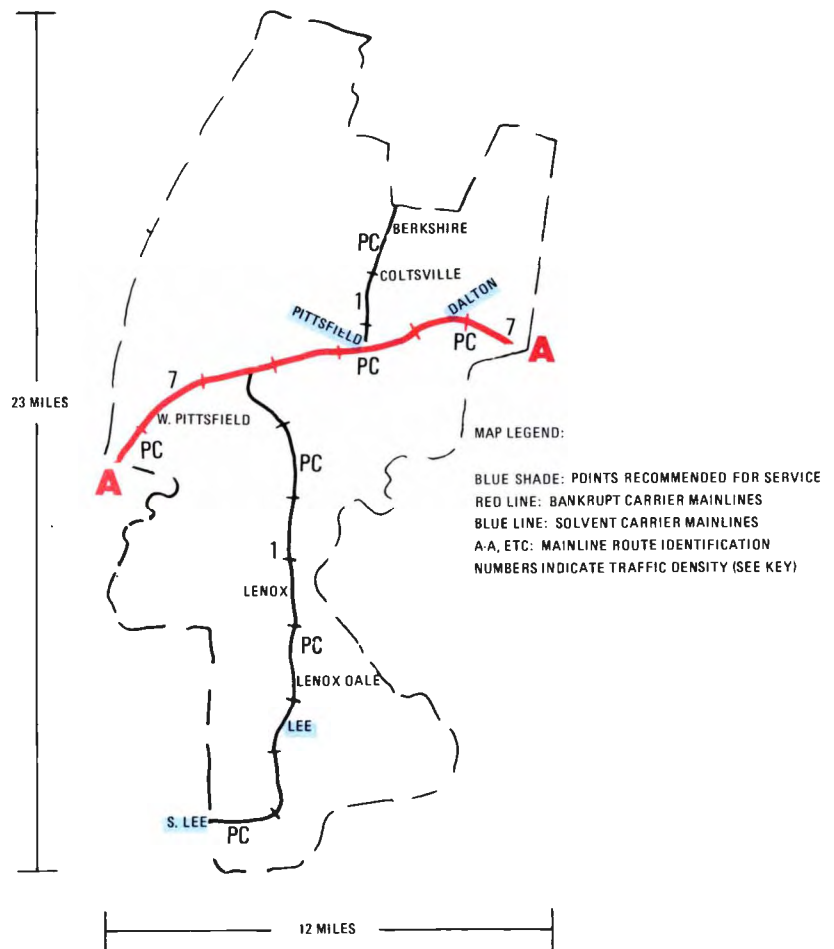 BERKSHIRE
PC
COLTSVILLE
1
PITTSFIELD
DALTON
7
PC
A
PC
7
23 MILES
W. PITTSFIELD
PC
A
MAP LEGEND:
PC
BLUE SHADE: POINTS RECOMMENDED FOR SERVICE
RED LINE: BANKRUPT CARRIER MAINLINES
BLUE LINE: SOLVENT CARRIER MAINLINES
A-A, ETC: MAINLINE ROUTE IDENTIFICATION
NUMBERS INDICATE TRAFFIC DENSITY (SEE KEY)
1
LENOX
PC
LENOX OALE
LEE
S. LEE
PC
12 MILES